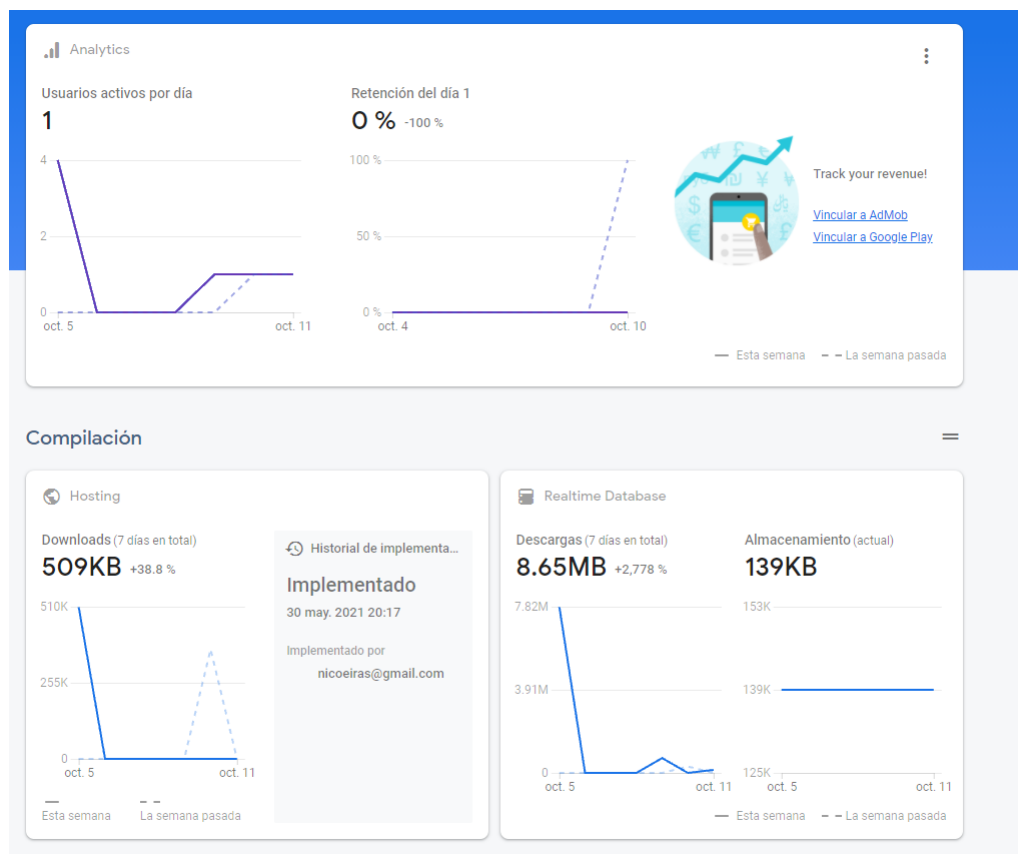 Analytics
Usuarios activos por día
1
4
2
0
oct. 5
oct. 11
Retención del día 1
0 % -100 %
100 %
50 %
0 %
oct. 4
oct. 10
Track your revenue!
Vincular a AdMob
Vincular a Google Play
Esta semana
La semana pasada
Compilación
Hosting
Downloads (7 días en total)
509KB +38.8 %
510K
255K
0
oct. 5
oct. 11
Esta semana
La semana pasada
Historial de implementa...
Implementado
30 may. 2021 20:17
Implementado por
nicoeiras@gmail.com
Realtime Database
Descargas (7 días en total)
8.65MB +2,778 %
7.82M
3.91M
0
oct. 5
oct. 11
Almacenamiento (actual)
139KB
153K
139K
125K
oct. 5
oct. 11
Esta semana
La semana pasada